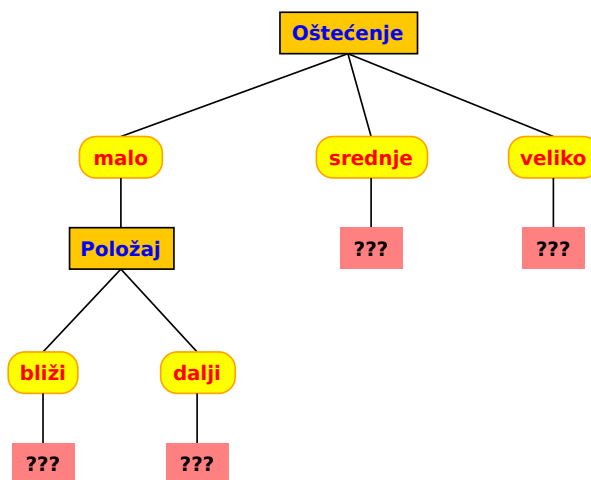 Oštećenje
malo
srednje
veliko
Položaj
???
???
bliži
dalji
???
???